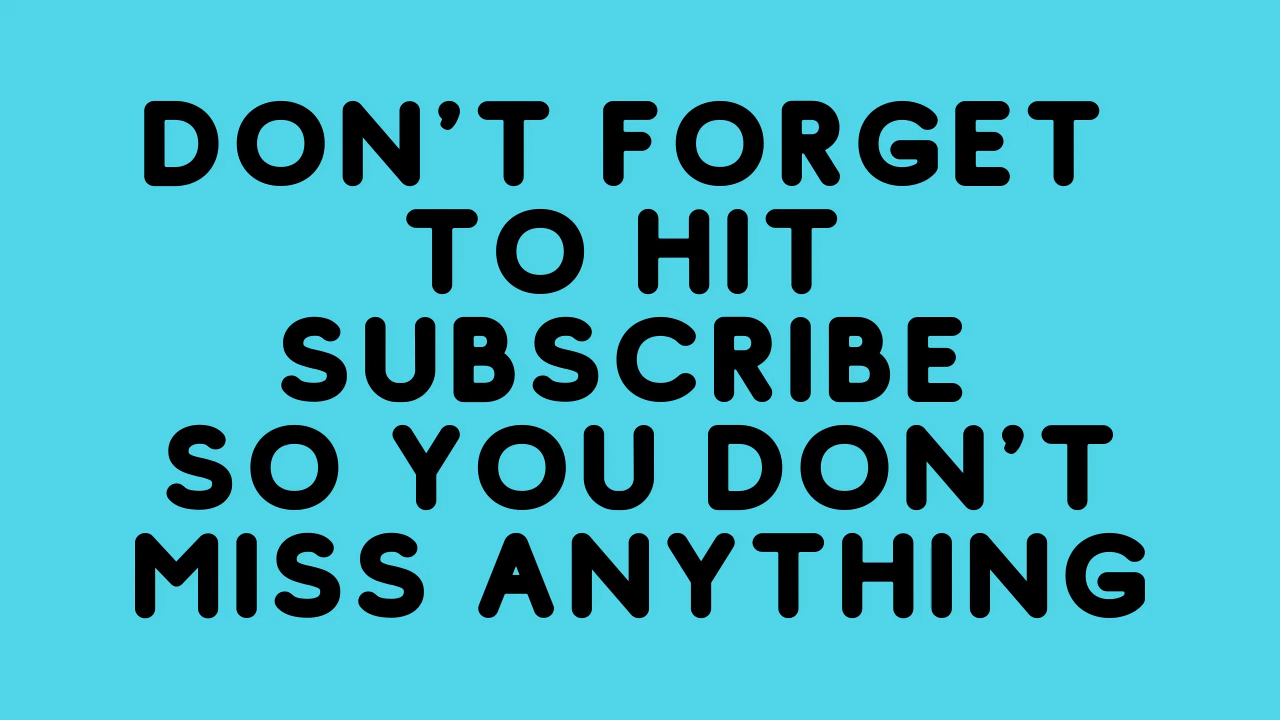 DON'T FORGET
TO HIT
SUBSCRIBE
SO YOU DON'T
MISS ANYTHING